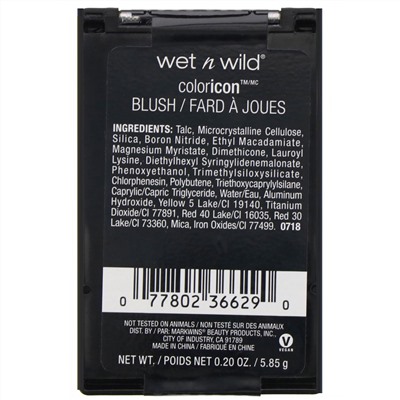 wet n wild®
coloricon™/MC
BLUSH / FARD À JOUES
INGREDIENTS: Talc, Microcrystalline Cellulose,
Silica, Boron Nitride, Ethyl Macadamiate,
Magnesium Myristate, Dimethicone, Lauroyl
Lysine, Diethylhexyl Syringylidenemalonate,
Phenoxyethanol, Trimethylsiloxysilicate,
Chlorphenesin, Polybutene, Triethoxycaprylylsilane,
Caprylic/Capric Triglyceride, Water/Eau, Aluminum
Hydroxide, Yellow 5 Lake/CI 19140, Titanium
Dioxide/CI 77891, Red 40 Lake/CI 16035, Red 30
Lake/CI 73360, Mica, Iron Oxides/CI 77499. 0718
0 77802 36629 0
NOT TESTED ON ANIMALS / NON TESTÉ SUR DES ANIMAUX
DIST. BY / PAR: MARKWINS® BEAUTY PRODUCTS, INC.,
CITY OF INDUSTRY, CA 91789
MADE IN CHINA / FABRIQUÉ EN CHINE
V
VEGAN
NET WT. / POIDS NET 0.20 OZ. / 5.85 g